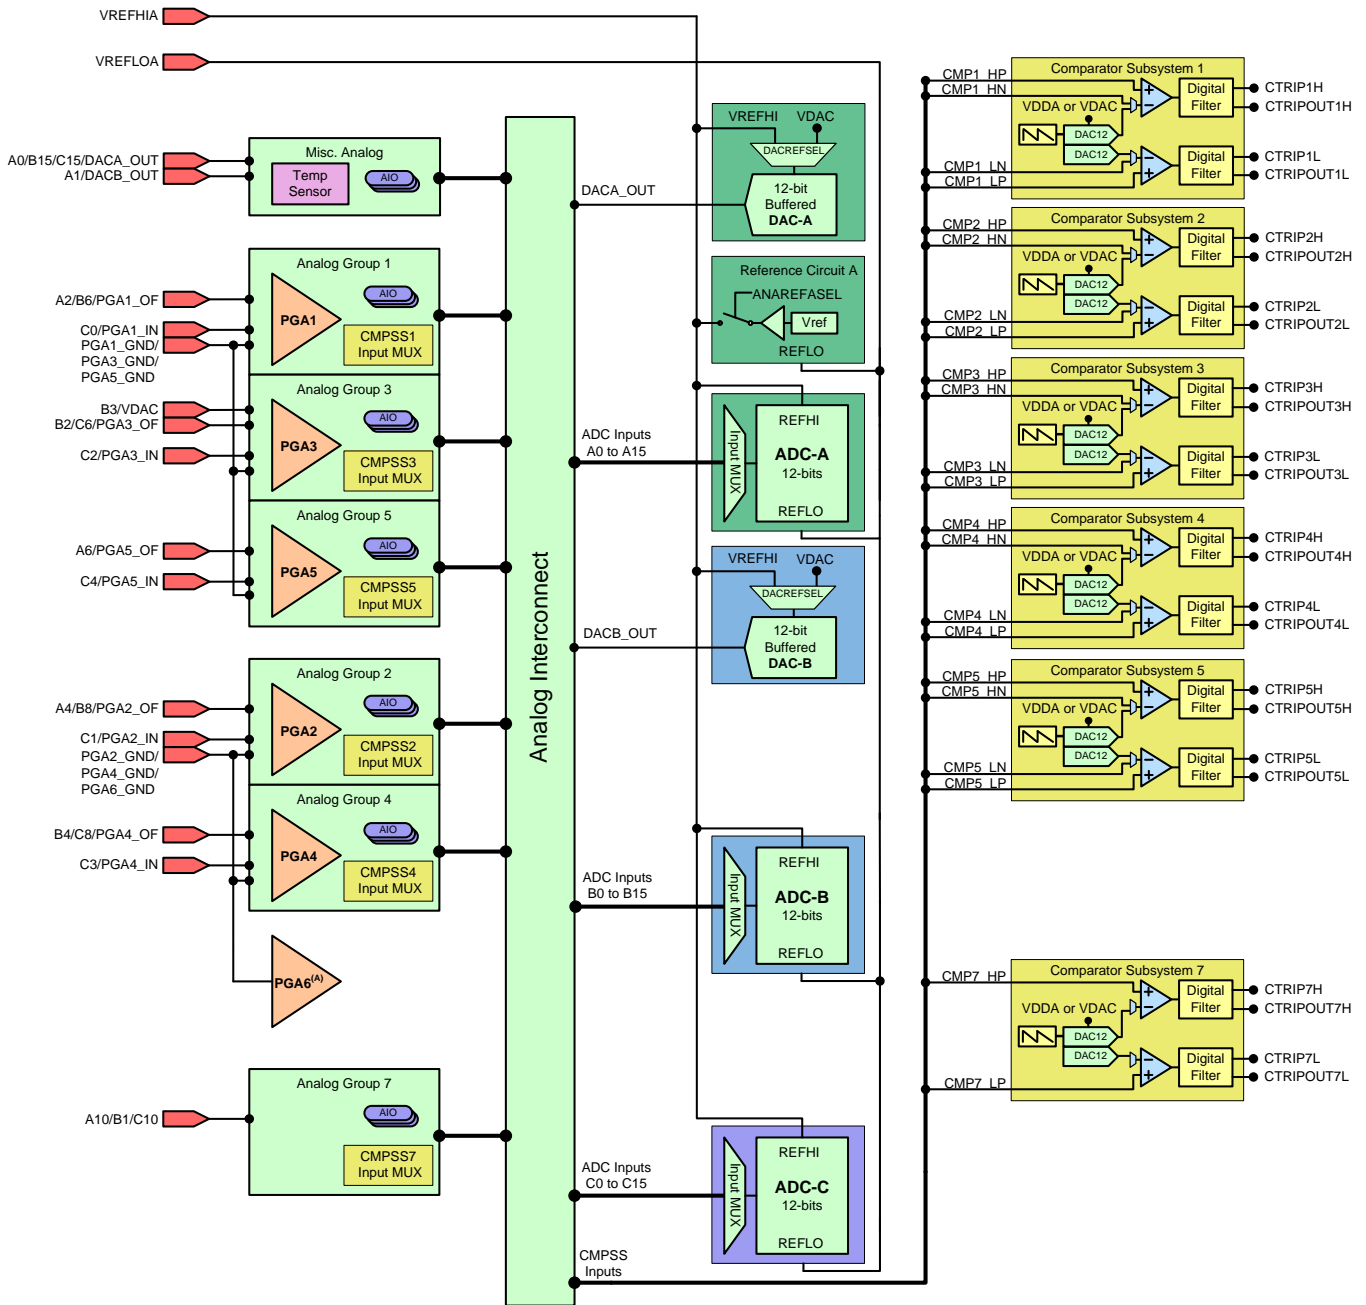 VREFHIA
VREFLOA
A0/B15/C15/DACA_OUT
A1/DACB_OUT
Misc. Analog
Temp
Sensor
AIO
A2/B6/PGA1_OF
C0/PGA1_IN
PGA1_GND/
PGA3_GND/
PGA5_GND
Analog Group 1
PGA1
AIO
CMPSS1
Input MUX
B3/VDAC
B2/C6/PGA3_OF
C2/PGA3_IN
Analog Group 3
PGA3
AIO
CMPSS3
Input MUX
A6/PGA5_OF
C4/PGA5_IN
Analog Group 5
PGA5
AIO
CMPSS5
Input MUX
A4/B8/PGA2_OF
C1/PGA2_IN
PGA2_GND/
PGA4_GND/
PGA6_GND
Analog Group 2
PGA2
AIO
CMPSS2
Input MUX
B4/C8/PGA4_OF
C3/PGA4_IN
Analog Group 4
PGA4
AIO
CMPSS4
Input MUX
PGA6(A)
A10/B1/C10
Analog Group 7
AIO
CMPSS7
Input MUX
Analog Interconnect
DACA_OUT
VREFHI
VDAC
DACREFSEL
12-bit
Buffered
DAC-A
Reference Circuit A
ANAREFASEL
Vref
REFLO
ADC Inputs
A0 to A15
Input MUX
REFHI
ADC-A
12-bits
REFLO
DACB_OUT
VREFHI
VDAC
DACREFSEL
12-bit
Buffered
DAC-B
ADC Inputs
B0 to B15
Input MUX
REFHI
ADC-B
12-bits
REFLO
ADC Inputs
C0 to C15
Input MUX
REFHI
ADC-C
12-bits
REFLO
CMPSS
Inputs
Comparator Subsystem 1
CMP1_HP
CMP1_HN
VDDA or VDAC
DAC12
DAC12
CMP1_LN
CMP1_LP
Digital
Filter
Digital
Filter
CTRIP1H
CTRIPOUT1H
CTRIP1L
CTRIPOUT1L
Comparator Subsystem 2
CMP2_HP
CMP2_HN
VDDA or VDAC
DAC12
DAC12
CMP2_LN
CMP2_LP
Digital
Filter
Digital
Filter
CTRIP2H
CTRIPOUT2H
CTRIP2L
CTRIPOUT2L
Comparator Subsystem 3
CMP3_HP
CMP3_HN
VDDA or VDAC
DAC12
DAC12
CMP3_LN
CMP3_LP
Digital
Filter
Digital
Filter
CTRIP3H
CTRIPOUT3H
CTRIP3L
CTRIPOUT3L
Comparator Subsystem 4
CMP4_HP
CMP4_HN
VDDA or VDAC
DAC12
DAC12
CMP4_LN
CMP4_LP
Digital
Filter
Digital
Filter
CTRIP4H
CTRIPOUT4H
CTRIP4L
CTRIPOUT4L
Comparator Subsystem 5
CMP5_HP
CMP5_HN
VDDA or VDAC
DAC12
DAC12
CMP5_LN
CMP5_LP
Digital
Filter
Digital
Filter
CTRIP5H
CTRIPOUT5H
CTRIP5L
CTRIPOUT5L
Comparator Subsystem 7
CMP7_HP
VDDA or VDAC
DAC12
DAC12
CMP7_LP
Digital
Filter
Digital
Filter
CTRIP7H
CTRIPOUT7H
CTRIP7L
CTRIPOUT7L